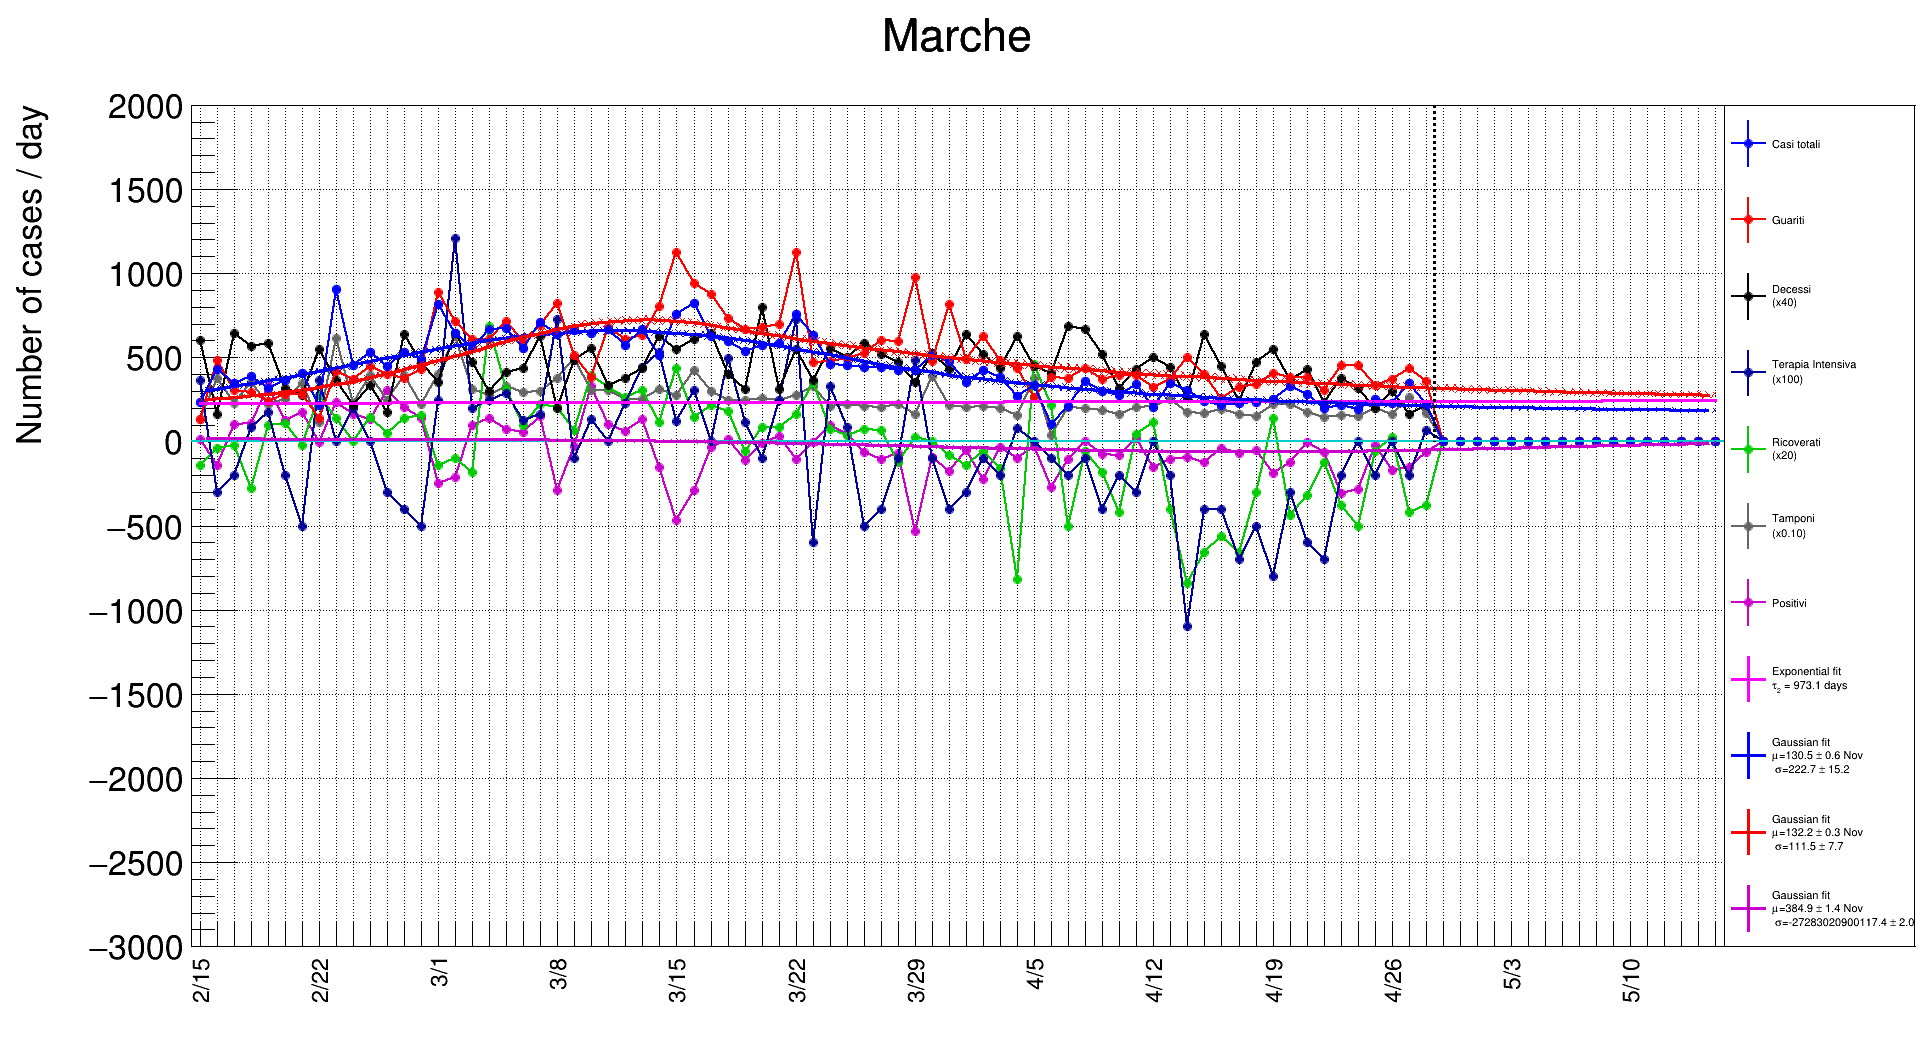 Marche
Number of cases / day
2000
1500
1000
500
0
−500
−1000
−1500
−2000
−2500
−3000
2/15
2/22
3/1
3/8
3/15
3/22
3/29
4/5
4/12
4/19
4/26
5/3
5/10
Casi totali
Guariti
Decessi
(x40)
Terapia Intensiva
(x100)
Ricoverati
(x20)
Tamponi
(x0.10)
Positivi
Exponential fit
τ₂ = 973.1 days
Gaussian fit
μ=130.5 ± 0.6 Nov
σ=222.7 ± 15.2
Gaussian fit
μ=132.2 ± 0.3 Nov
σ=111.5 ± 7.7
Gaussian fit
μ=384.9 ± 1.4 Nov
σ=-27283020900117.4 ± 2.0